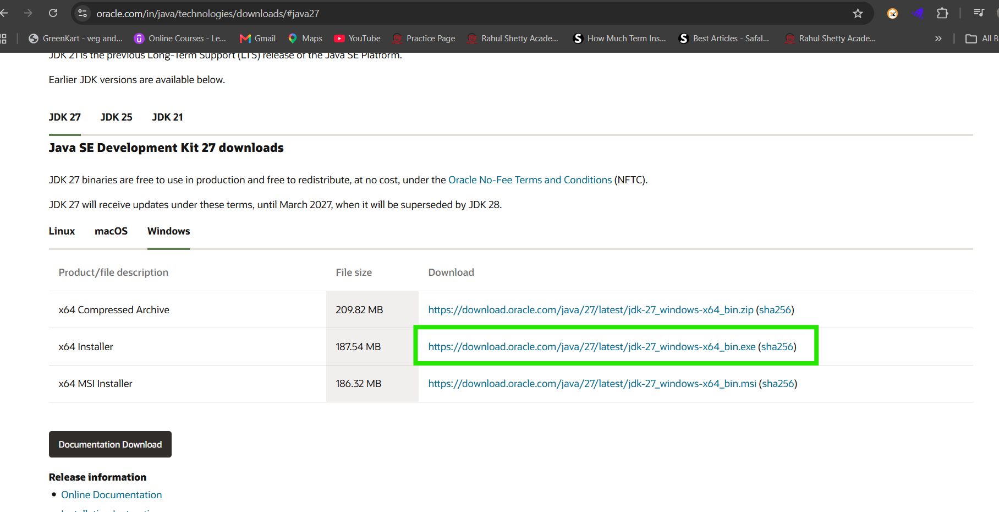 oracle.com/in/java/technologies/downloads/#java27
GreenKart - veg and... Online Courses - Le... Gmail Maps YouTube Practice Page Rahul Shetty Acade... How Much Term Ins... Best Articles - Safal... Rahul Shetty Acade... » All B
JDK 21 is the previous Long-Term Support (LTS) release of the Java SE Platform.
Earlier JDK versions are available below.
JDK 27 JDK 25 JDK 21
Java SE Development Kit 27 downloads
JDK 27 binaries are free to use in production and free to redistribute, at no cost, under the Oracle No-Fee Terms and Conditions (NFTC).
JDK 27 will receive updates under these terms, until March 2027, when it will be superseded by JDK 28.
Linux macOS Windows
Product/file description File size Download
x64 Compressed Archive 209.82 MB https://download.oracle.com/java/27/latest/jdk-27_windows-x64_bin.zip (sha256)
x64 Installer 187.54 MB https://download.oracle.com/java/27/latest/jdk-27_windows-x64_bin.exe (sha256)
x64 MSI Installer 186.32 MB https://download.oracle.com/java/27/latest/jdk-27_windows-x64_bin.msi (sha256)
Documentation Download
Release information
• Online Documentation